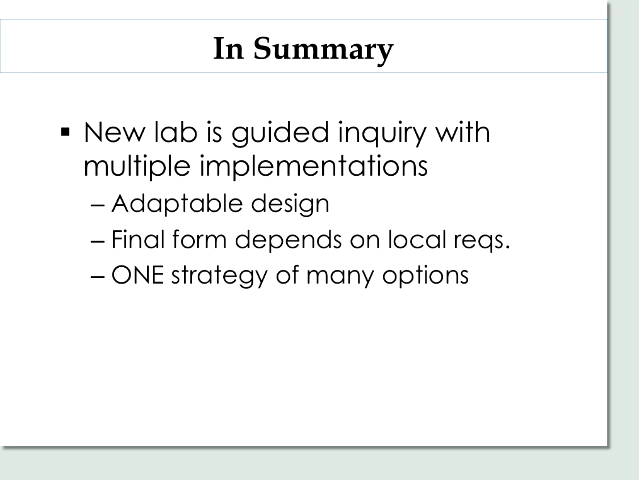 In Summary
▪ New lab is guided inquiry with
multiple implementations
– Adaptable design
– Final form depends on local reqs.
– ONE strategy of many options